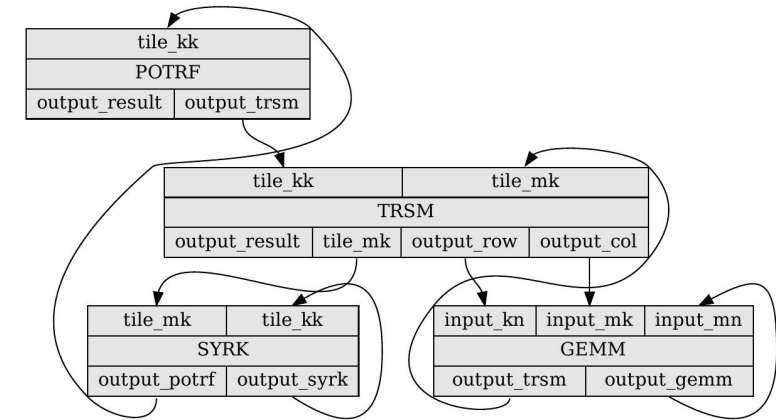 tile_kk
POTRF
output_result output_trsm
tile_kk tile_mk
TRSM
output_result tile_mk output_row output_col
tile_mk tile_kk
SYRK
output_potrf output_syrk
input_kn input_mk input_mn
GEMM
output_trsm output_gemm